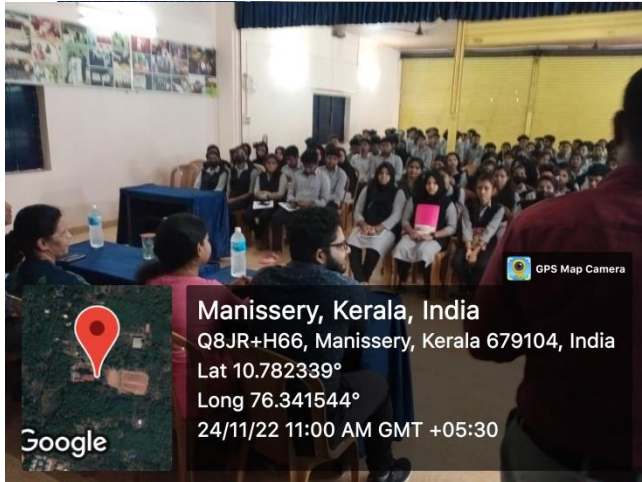 GPS Map Camera
Manissery, Kerala, India
Q8JR+H66, Manissery, Kerala 679104, India
Lat 10.782339°
Long 76.341544°
24/11/22 11:00 AM GMT +05:30
Google